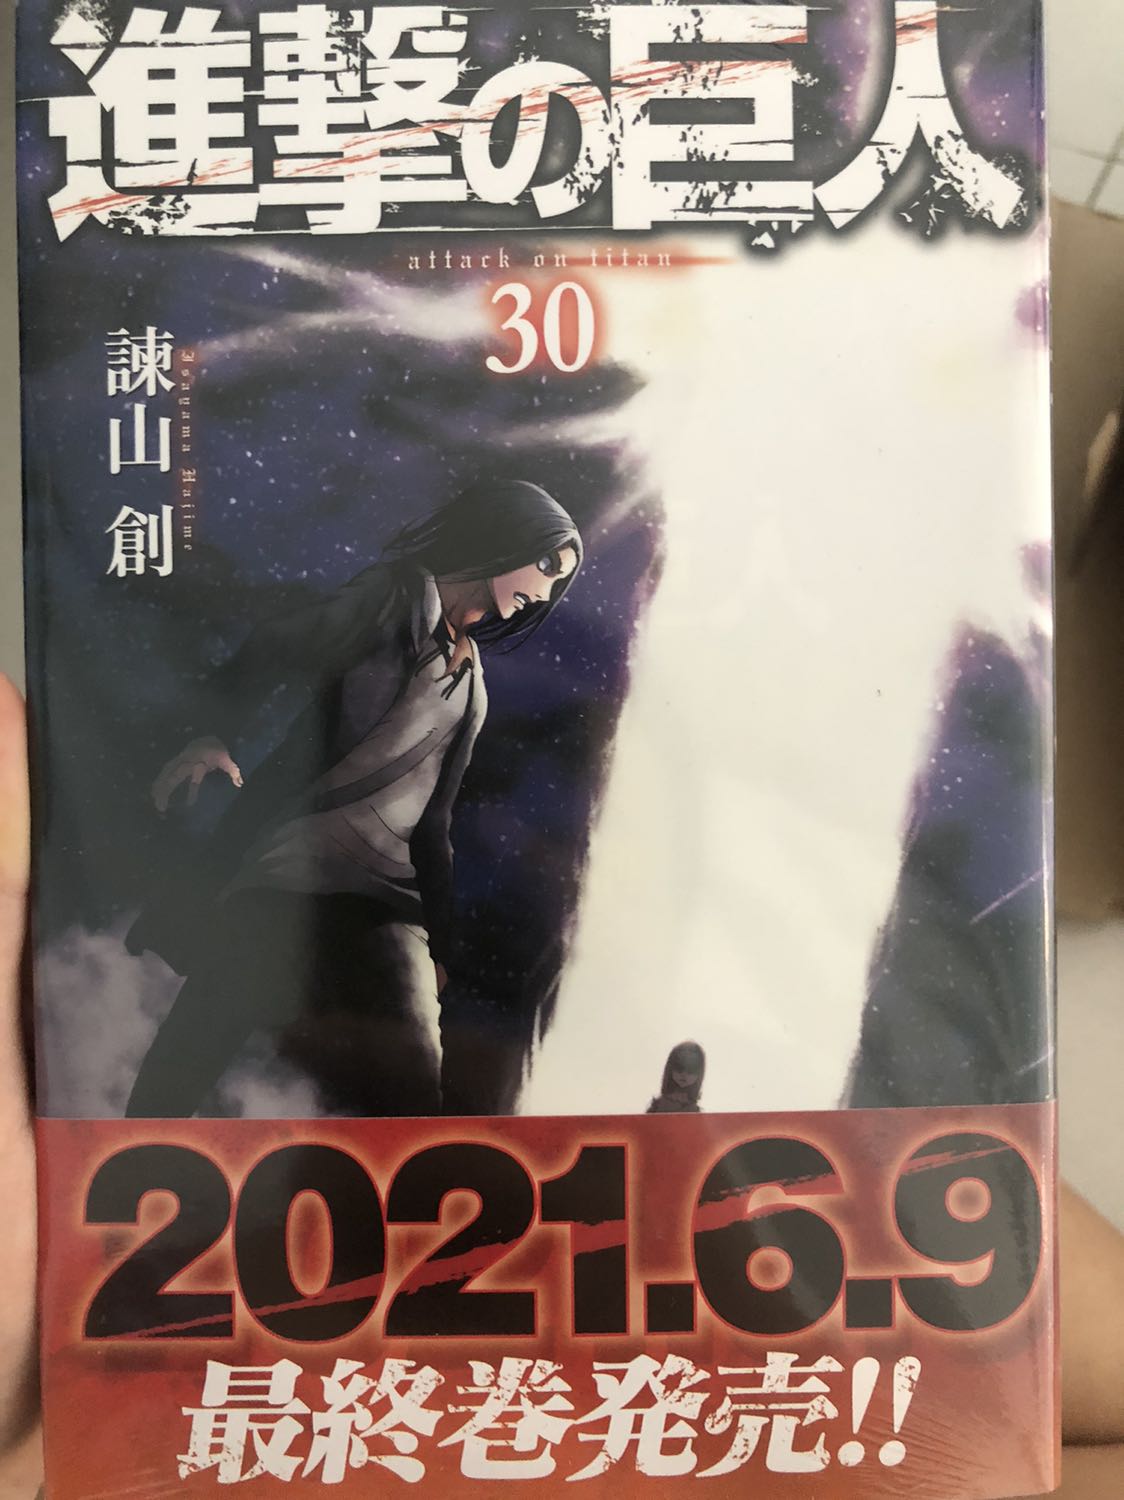 進撃の巨人
attack on titan
30
諫山 創
Isayama Hajime
2021.6.9
最終巻発売!!